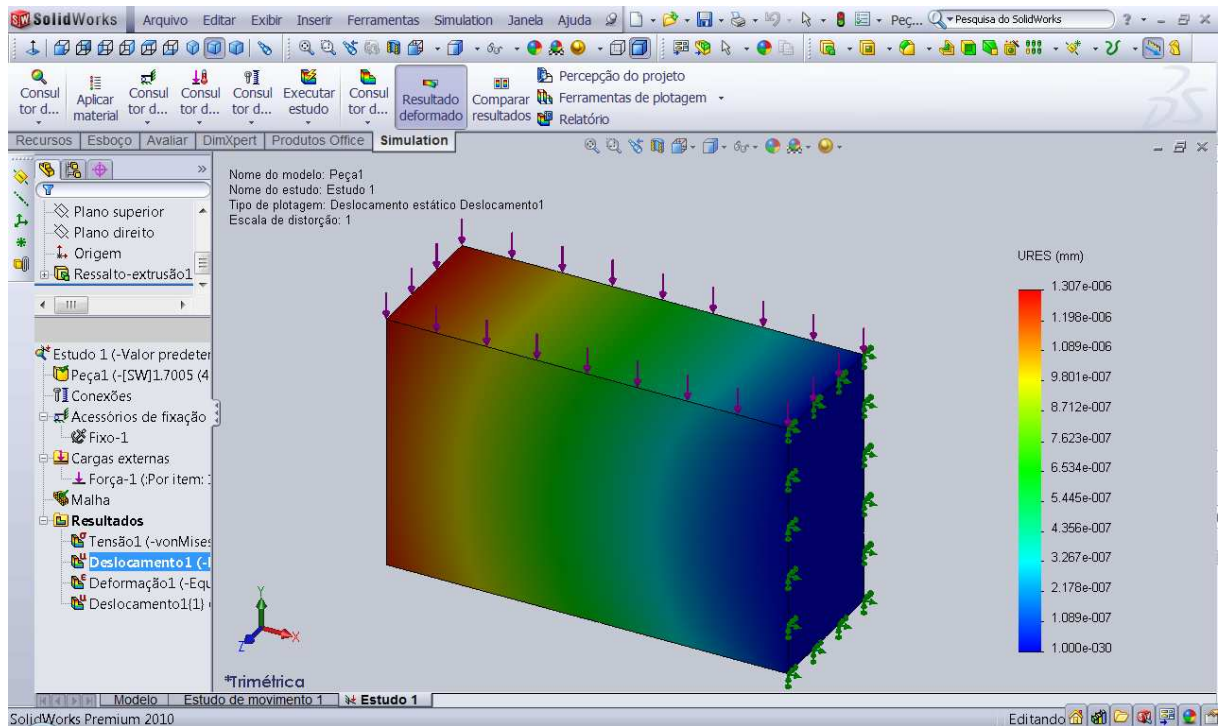 SolidWorks Arquivo Editar Exibir Inserir Ferramentas Simulation Janela Ajuda Peç... Pesquisa do SolidWorks
Consul tor d...
Aplicar material
Consul tor d...
Consul tor d...
Consul tor d...
Executar estudo
Consul tor d...
Resultado deformado
Comparar resultados
Percepção do projeto
Ferramentas de plotagem
Relatório
Recursos Esboço Avaliar DimXpert Produtos Office Simulation
Plano superior
Plano direito
Origem
Ressalto-extrusão1
Estudo 1 (-Valor predeter
Peça1 (-[SW]1.7005 (4
Conexões
Acessórios de fixação
Fixo-1
Cargas externas
Força-1 (:Por item: 1
Malha
Resultados
Tensão1 (-vonMises
Deslocamento1 (-
Deformação1 (-Equ
Deslocamento1{1}
Nome do modelo: Peça1
Nome do estudo: Estudo 1
Tipo de plotagem: Deslocamento estático Deslocamento1
Escala de distorção: 1
URES (mm)
1.307e-006
1.198e-006
1.089e-006
9.801e-007
8.712e-007
7.623e-007
6.534e-007
5.445e-007
4.356e-007
3.267e-007
2.178e-007
1.089e-007
1.000e-030
Y
X
Z
*Trimétrica
Modelo Estudo de movimento 1 Estudo 1
SolidWorks Premium 2010
Editando